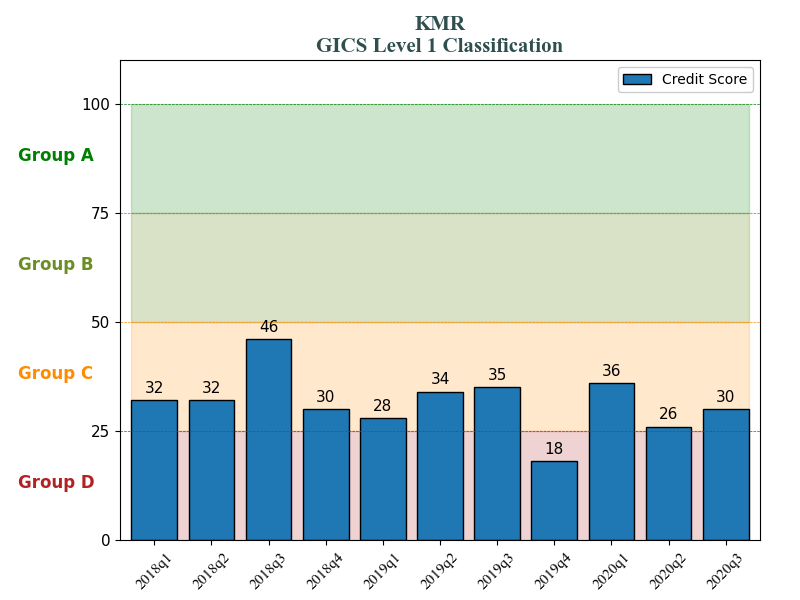 KMR
GICS Level 1 Classification
Credit Score
100
Group A
75
Group B
50
46
Group C
32
32
30
28
34
35
36
26
30
25
18
Group D
0
2018q1
2018q2
2018q3
2018q4
2019q1
2019q2
2019q3
2019q4
2020q1
2020q2
2020q3